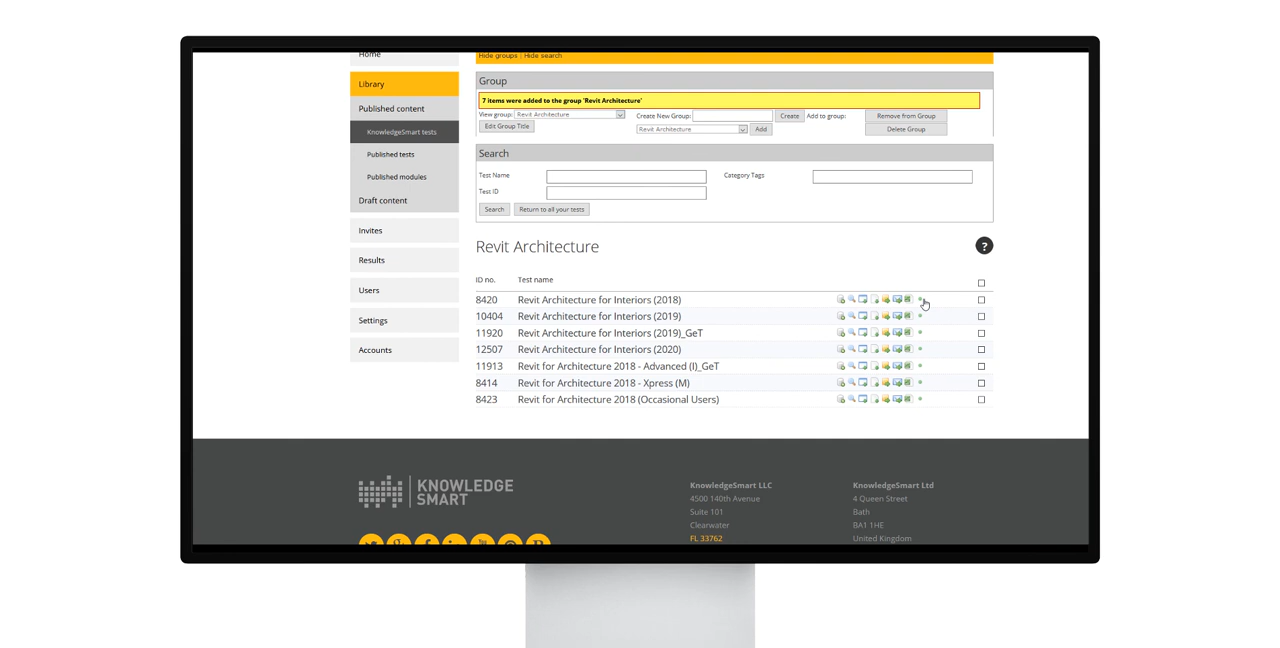 Home
Hide groups | Hide search
Library
Group
7 items were added to the group 'Revit Architecture'
Published content
View group: Revit Architecture
Create New Group: Create Add to group: Remove from Group
KnowledgeSmart tests
Edit Group Title
Revit Architecture Add
Delete Group
Published tests
Search
Published modules
Test Name
Category Tags
Test ID
Draft content
Search Return to all your tests
Invites
Revit Architecture
?
Results
ID no. Test name
Users
8420 Revit Architecture for Interiors (2018)
10404 Revit Architecture for Interiors (2019)
Settings
11920 Revit Architecture for Interiors (2019)_GeT
12507 Revit Architecture for Interiors (2020)
Accounts
11913 Revit for Architecture 2018 - Advanced (I)_GeT
8414 Revit for Architecture 2018 - Xpress (M)
8423 Revit for Architecture 2018 (Occasional Users)
KNOWLEDGE
SMART
KnowledgeSmart LLC
4500 140th Avenue
Suite 101
Clearwater
FL 33762
KnowledgeSmart Ltd
4 Queen Street
Bath
BA1 1HE
United Kingdom